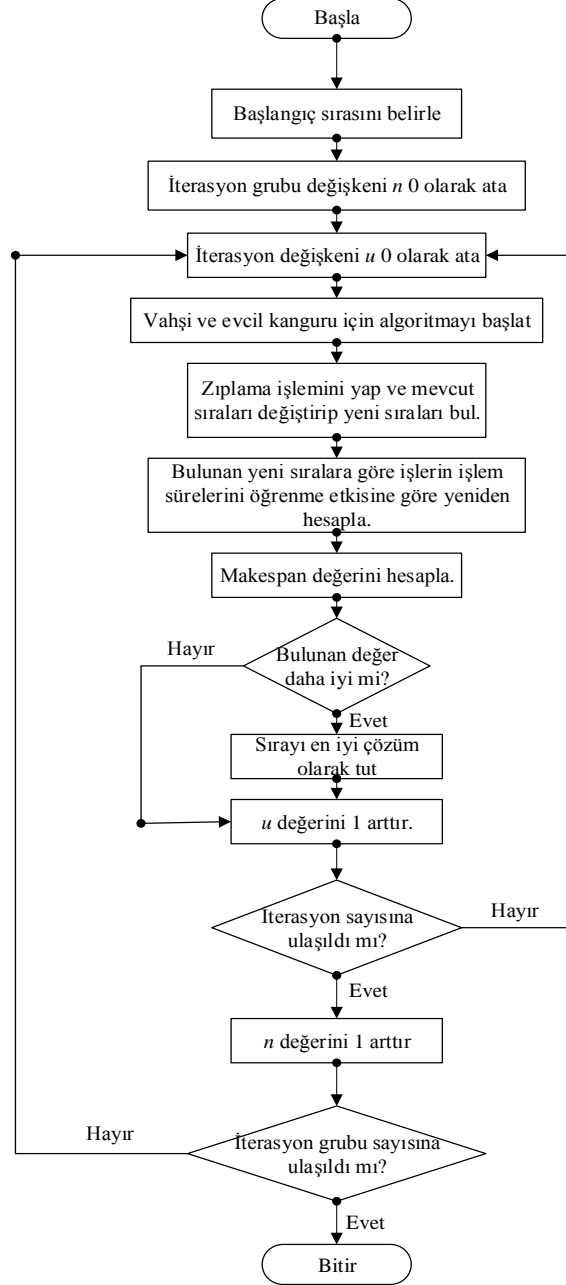 Başla
Başlangıç sırasını belirle
İterasyon grubu değişkeni n 0 olarak ata
İterasyon değişkeni u 0 olarak ata
Vahşi ve evcil kanguru için algoritmayı başlat
Zıplama işlemini yap ve mevcut
sıraları değiştirip yeni sıraları bul.
Bulunan yeni sıralara göre işlerin işlem
sürelerini öğrenme etkisine göre yeniden
hesapla.
Makespan değerini hesapla.
Hayır
Bulunan değer
daha iyi mi?
Evet
Sırayı en iyi çözüm
olarak tut
u değerini 1 arttır.
İterasyon sayısına
ulaşıldı mı?
Hayır
Evet
n değerini 1 arttır
Hayır
İterasyon grubu sayısına
ulaşıldı mı?
Evet
Bitir